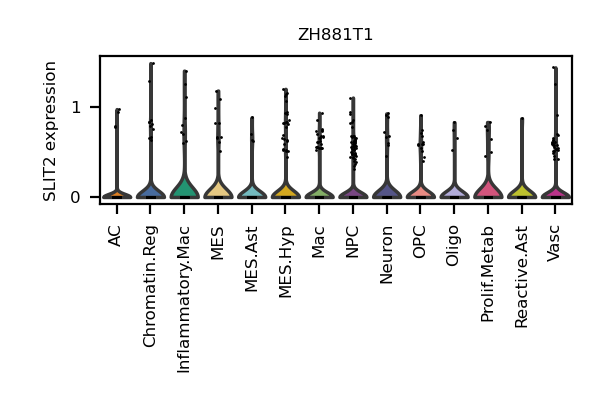 ZH881T1
SLIT2 expression
1
0
AC
Chromatin.Reg
Inflammatory.Mac
MES
MES.Ast
MES.Hyp
Mac
NPC
Neuron
OPC
Oligo
Prolif.Metab
Reactive.Ast
Vasc